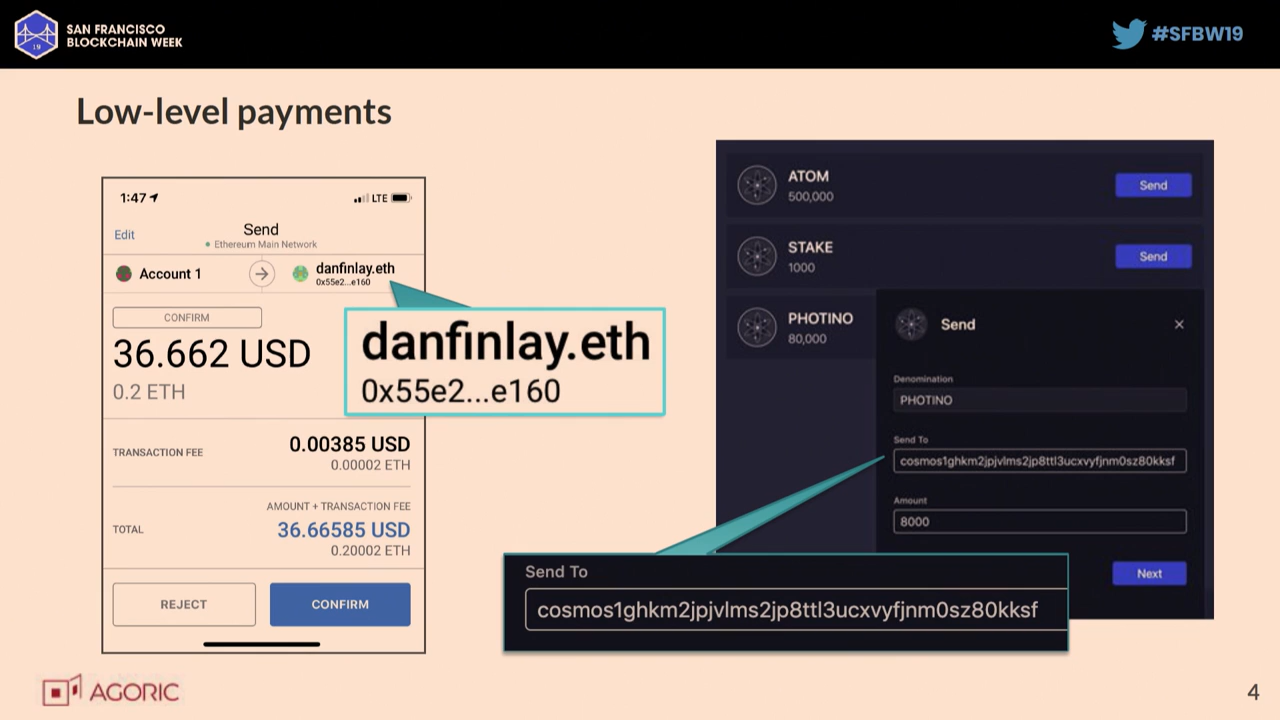 SAN FRANCISCO
BLOCKCHAIN WEEK
19
#SFBW19
Low-level payments
1:47
LTE
Edit
Send
Ethereum Main Network
Account 1
danfinlay.eth
0x55e2...e160
CONFIRM
36.662 USD
0.2 ETH
danfinlay.eth
0x55e2...e160
TRANSACTION FEE
0.00385 USD
0.00002 ETH
AMOUNT + TRANSACTION FEE
TOTAL
36.66585 USD
0.20002 ETH
REJECT
CONFIRM
ATOM
500,000
Send
STAKE
1000
Send
PHOTINO
80,000
Send
Denomination
PHOTINO
Send To
cosmos1ghkm2jpjvlms2jp8ttl3ucxvyfjnm0sz80kksf
Amount
8000
Next
Send To
cosmos1ghkm2jpjvlms2jp8ttl3ucxvyfjnm0sz80kksf
AGORIC
4